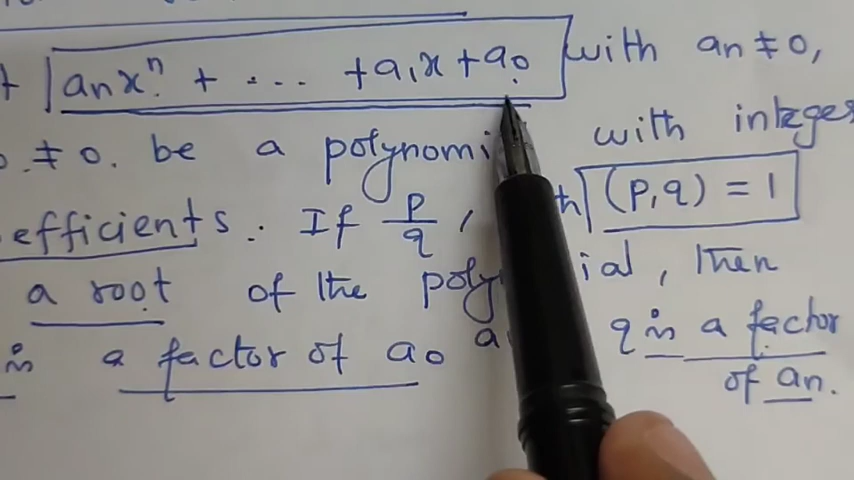 anxⁿ + ... + a₁x + a₀ with an ≠ 0,
≠ 0. be a polynomi with integer
efficients. If p/q, (p,q) = 1
a root of the poly ial, then
is a factor of a₀ q is a factor
of an.